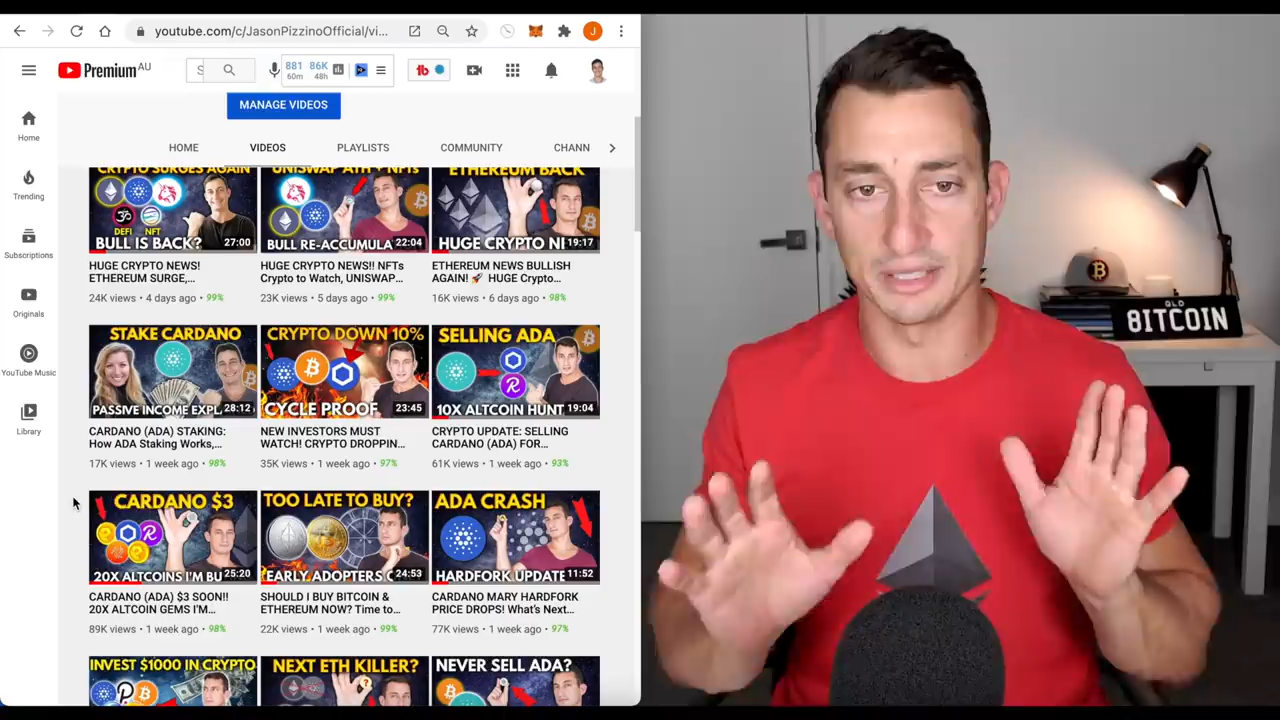 youtube.com/c/JasonPizzinoOfficial/vi...
J
Premium AU
S
881 86K
60m 48h
tb
MANAGE VIDEOS
HOME VIDEOS PLAYLISTS COMMUNITY CHANN
Home
Trending
Subscriptions
Originals
YouTube Music
Library
CRYPTO SURGES AGAIN
DEFI NFT
BULL IS BACK? 27:00
HUGE CRYPTO NEWS!
ETHEREUM SURGE,...
24K views • 4 days ago • 99%
UNISWAP ATH NFTs
BULL RE-ACCUMULA 22:04
HUGE CRYPTO NEWS!! NFTs
Crypto to Watch, UNISWAP...
23K views • 5 days ago • 99%
ETHEREUM BACK
HUGE CRYPTO NE 19:17
ETHEREUM NEWS BULLISH
AGAIN! 🚀 HUGE Crypto...
16K views • 6 days ago • 98%
STAKE CARDANO
PASSIVE INCOME EXPL 28:12
CARDANO (ADA) STAKING:
How ADA Staking Works,...
17K views • 1 week ago • 98%
CRYPTO DOWN 10%
CYCLE PROOF 23:45
NEW INVESTORS MUST
WATCH! CRYPTO DROPPIN...
35K views • 1 week ago • 97%
SELLING ADA
10X ALTCOIN HUNT 19:04
CRYPTO UPDATE: SELLING
CARDANO (ADA) FOR...
61K views • 1 week ago • 93%
CARDANO $3
20X ALTCOINS I'M BU 25:20
CARDANO (ADA) $3 SOON!!
20X ALTCOIN GEMS I'M...
89K views • 1 week ago • 98%
TOO LATE TO BUY?
EARLY ADOPTERS 24:53
SHOULD I BUY BITCOIN &
ETHEREUM NOW? Time to...
22K views • 1 week ago • 99%
ADA CRASH
HARDFORK UPDATE 11:52
CARDANO MARY HARDFORK
PRICE DROPS! What's Next...
77K views • 1 week ago • 97%
INVEST $1000 IN CRYPTO
NEXT ETH KILLER?
NEVER SELL ADA?
QLD
8ITCOIN